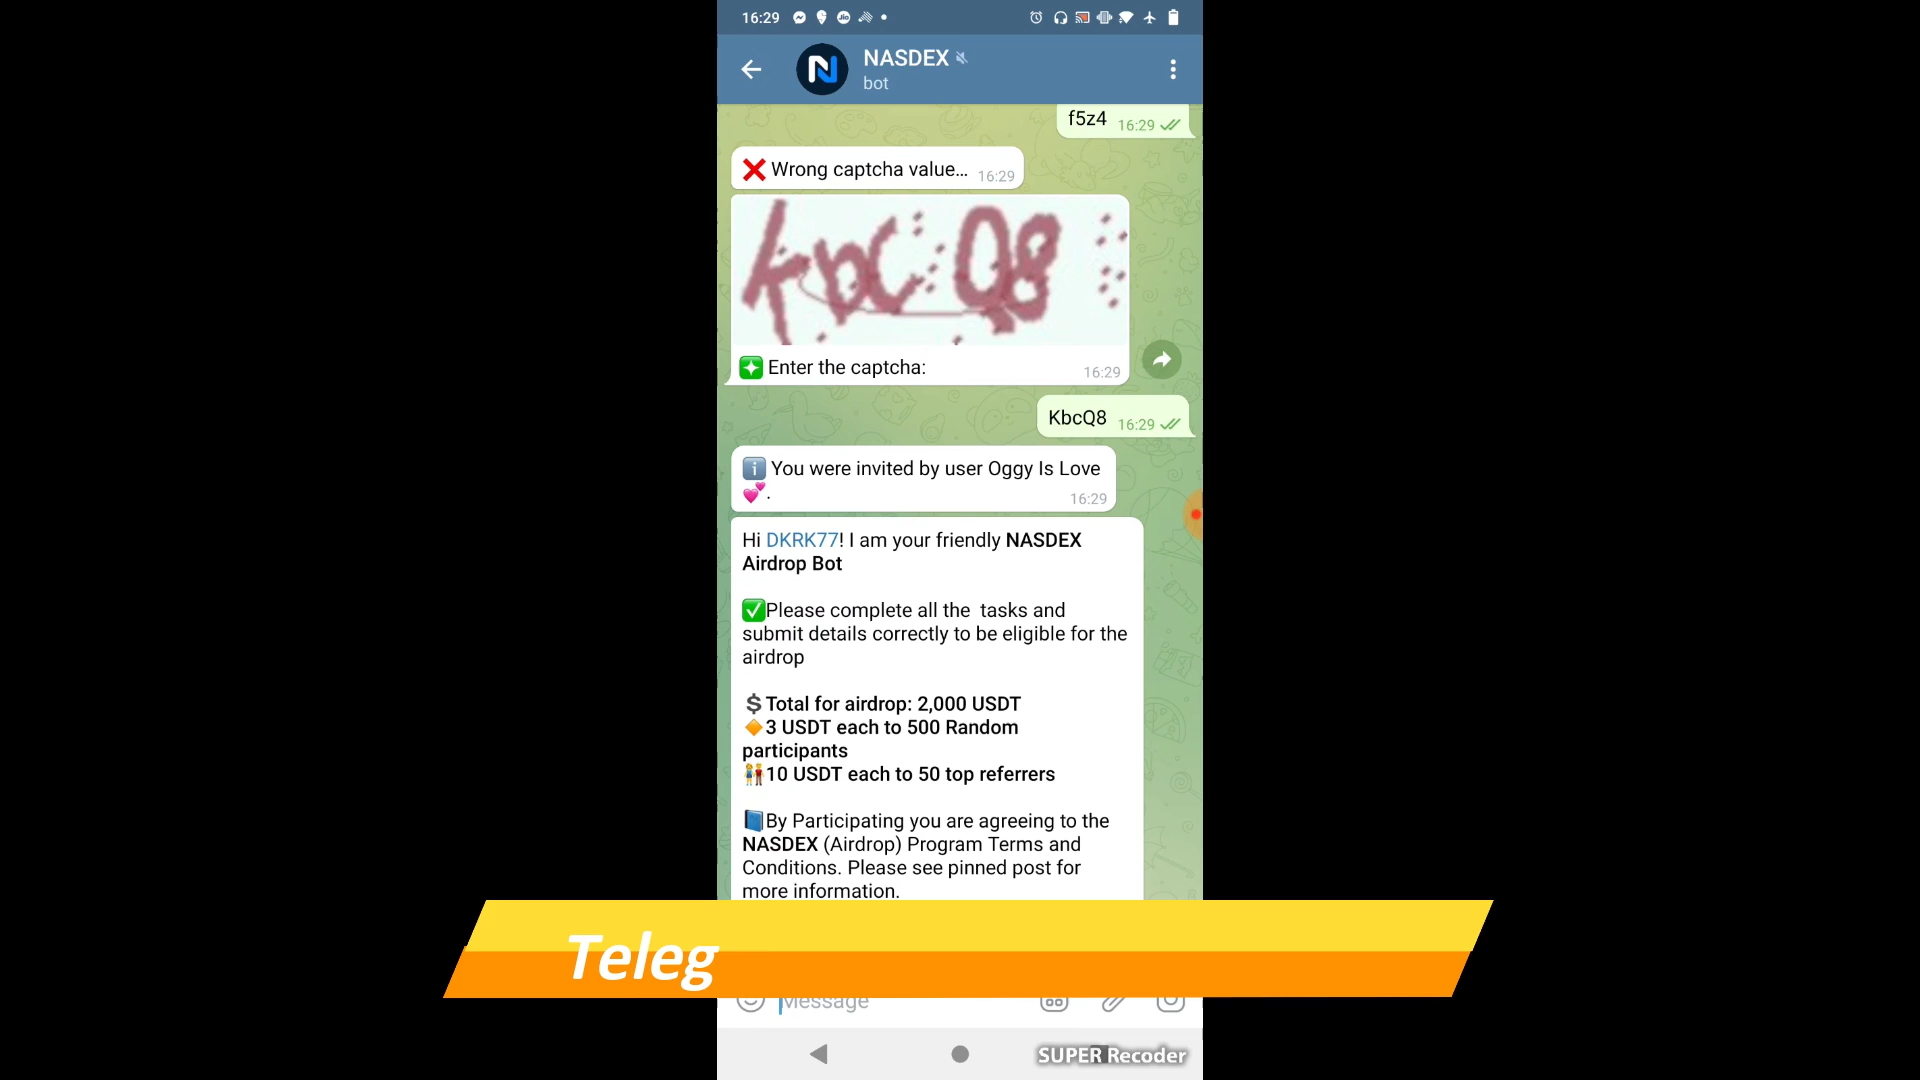 16:29
NASDEX
bot
f5z4 16:29
Wrong captcha value... 16:29
kbCQ8
Enter the captcha: 16:29
KbcQ8 16:29
You were invited by user Oggy Is Love
. 16:29
Hi DKRK77! I am your friendly NASDEX
Airdrop Bot
Please complete all the tasks and
submit details correctly to be eligible for the
airdrop
Total for airdrop: 2,000 USDT
3 USDT each to 500 Random
participants
10 USDT each to 50 top referrers
By Participating you are agreeing to the
NASDEX (Airdrop) Program Terms and
Conditions. Please see pinned post for
more information.
Teleg
Message
SUPER Recoder